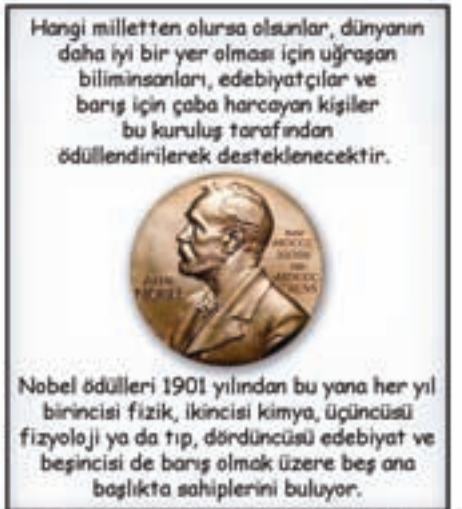 Hangi milletten olursa olsunlar, dünyanın
daha iyi bir yer olması için uğraşan
biliminsanları, edebiyatçılar ve
barış için çaba harcayan kişiler
bu kuruluş tarafından
ödüllendirilerek desteklenecektir.
NOBEL
Nobel ödülleri 1901 yılından bu yana her yıl
birincisi fizik, ikincisi kimya, üçüncüsü
fizyoloji ya da tıp, dördüncüsü edebiyat ve
beşincisi de barış olmak üzere beş ana
başlıkta sahiplerini buluyor.